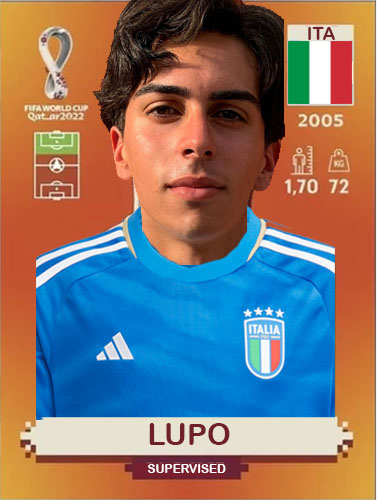 ITA
FIFA WORLD CUP
Qatar2022
2005
KG
1,70 72
ITALIA
LUPO
SUPERVISED